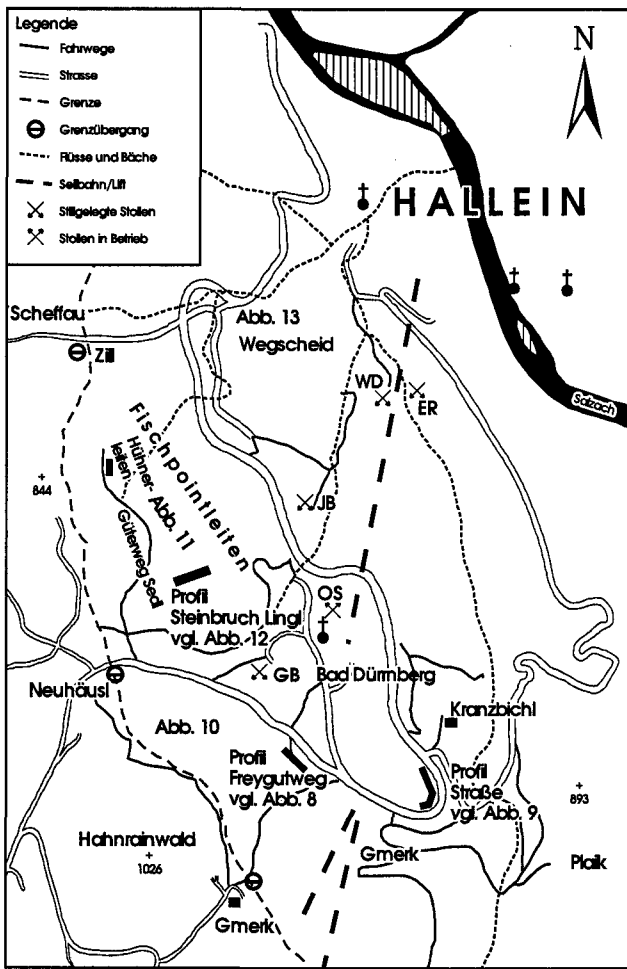 Legende
Fahrwege
Strasse
Grenze
Grenzübergang
Flüsse und Bäche
Seilbahn/Lift
Stillgelegte Stollen
Stollen in Betrieb
N
HALLEIN
Scheffau
Abb. 13
Wegscheid
Zill
WD
ER
Salzach
Fischpointleiten
Hühner-
leiten
Abb. 11
844
JB
Güterweg Sedl
Profil
Steinbruch Lingl
vgl. Abb. 12
OS
GB
Bad Dürrnberg
Neuhäusl
Kranzbichl
Abb. 10
Profil
Freygutweg
vgl. Abb. 8
Profil
Straße
vgl. Abb. 9
893
Hahnrainwald
1026
Gmerk
Plaik
Gmerk